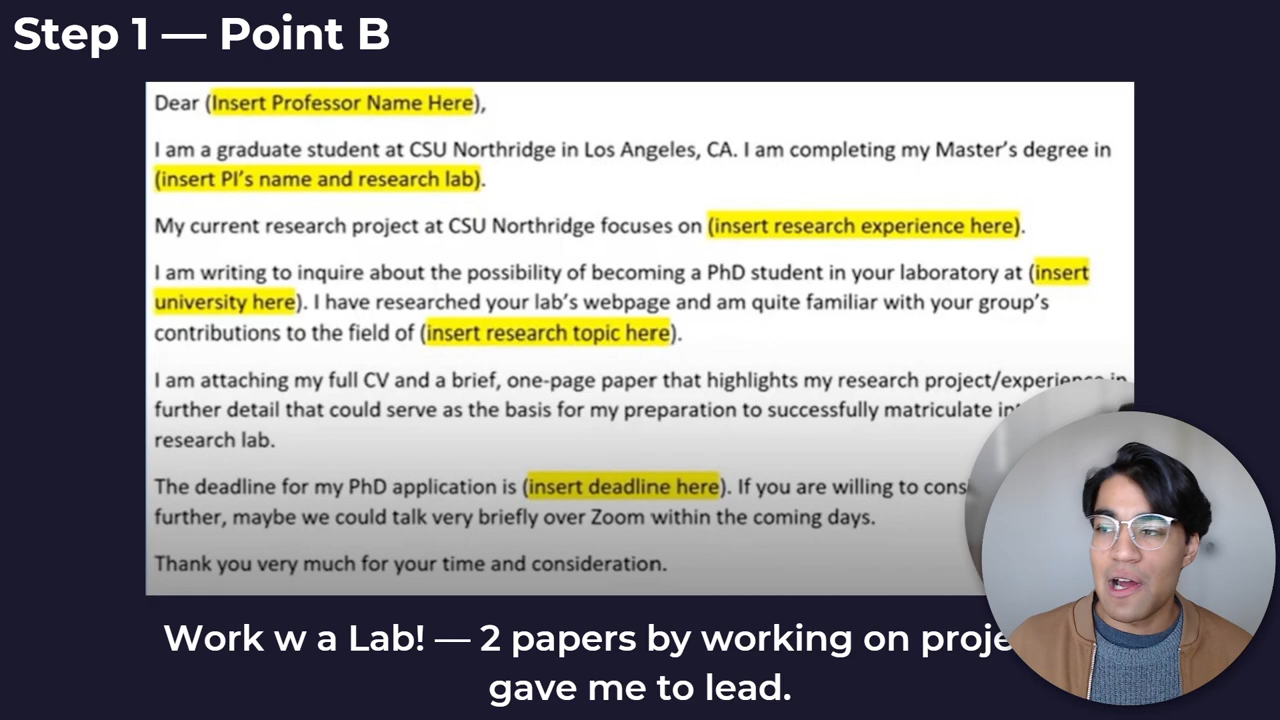 Step 1 — Point B
Dear (Insert Professor Name Here),
I am a graduate student at CSU Northridge in Los Angeles, CA. I am completing my Master's degree in
(insert PI's name and research lab).
My current research project at CSU Northridge focuses on (insert research experience here).
I am writing to inquire about the possibility of becoming a PhD student in your laboratory at (insert
university here). I have researched your lab's webpage and am quite familiar with your group's
contributions to the field of (insert research topic here).
I am attaching my full CV and a brief, one-page paper that highlights my research project/experience in
further detail that could serve as the basis for my preparation to successfully matriculate
research lab.
The deadline for my PhD application is (insert deadline here). If you are willing to
further, maybe we could talk very briefly over Zoom within the coming days.
Thank you very much for your time and consideration.
Work w a Lab! — 2 papers by working on
gave me to lead.